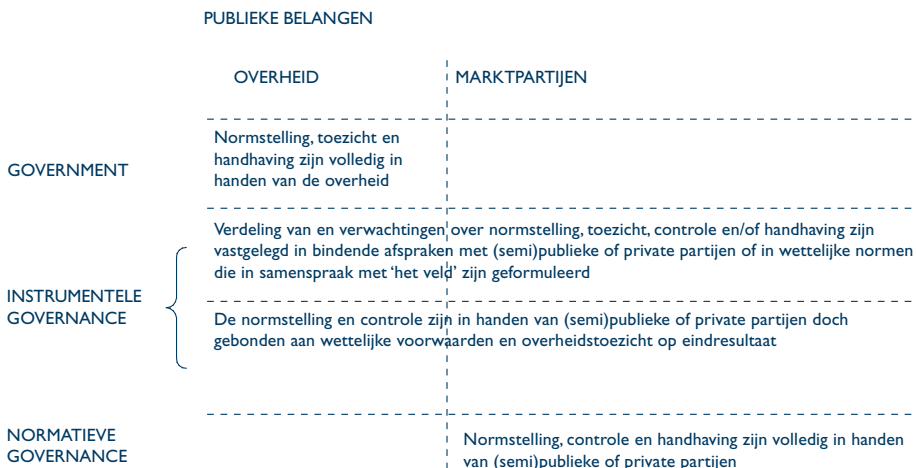 PUBLIEKE BELANGEN
OVERHEID
MARKTPARTIJEN
GOVERNMENT
Normstelling, toezicht en
handhaving zijn volledig in
handen van de overheid
INSTRUMENTELE
GOVERNANCE
Verdeling van en verwachtingen over normstelling, toezicht, controle en/of handhaving zijn
vastgelegd in bindende afspraken met (semi)publieke of private partijen of in wettelijke normen
die in samenspraak met ‘het veld’ zijn geformuleerd
De normstelling en controle zijn in handen van (semi)publieke of private partijen doch
gebonden aan wettelijke voorwaarden en overheidstoezicht op eindresultaat
NORMATIEVE
GOVERNANCE
Normstelling, controle en handhaving zijn volledig in handen
van (semi)publieke of private partijen